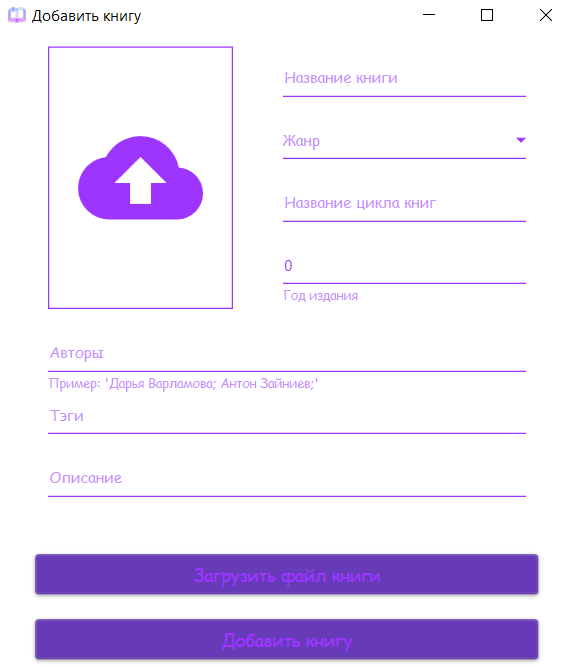 Добавить книгу
Название книги
Жанр
Название цикла книг
0
Год издания
Авторы
Пример: 'Дарья Варламова; Антон Зайниев;'
Тэги
Описание
Загрузить файл книги
Добавить книгу